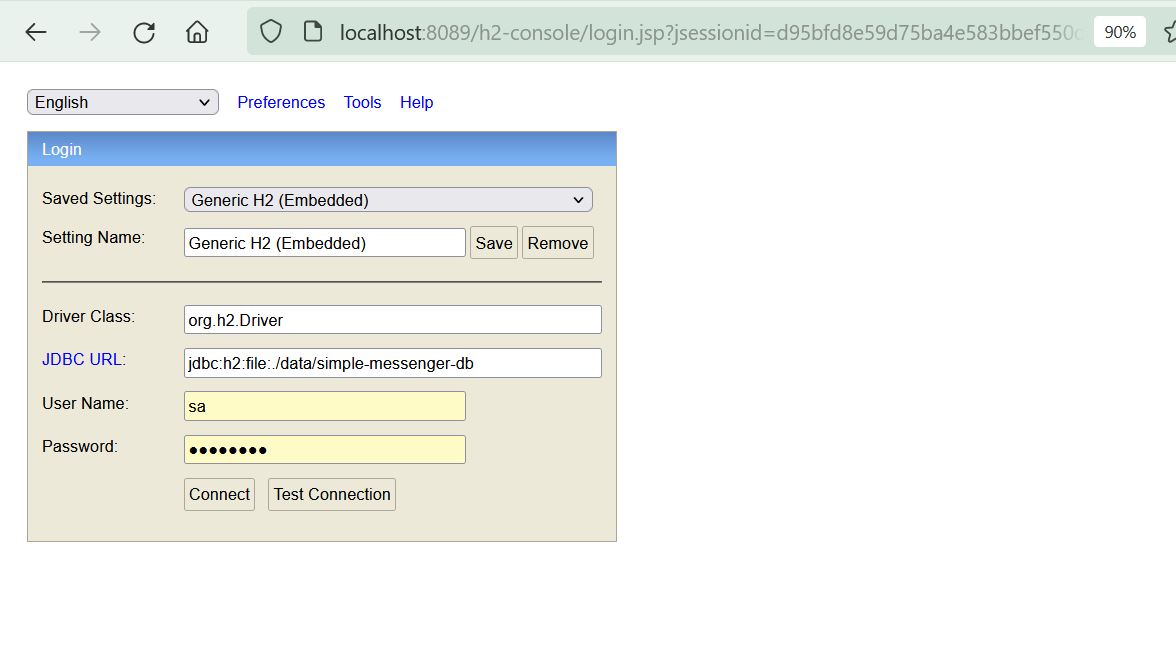 localhost:8089/h2-console/login.jsp?jsessionid=d95bfd8e59d75ba4e583bbef550 90%
English Preferences Tools Help
Login
Saved Settings: Generic H2 (Embedded)
Setting Name: Generic H2 (Embedded) Save Remove
Driver Class: org.h2.Driver
JDBC URL: jdbc:h2:file:./data/simple-messenger-db
User Name: sa
Password: ●●●●●●●●
Connect Test Connection